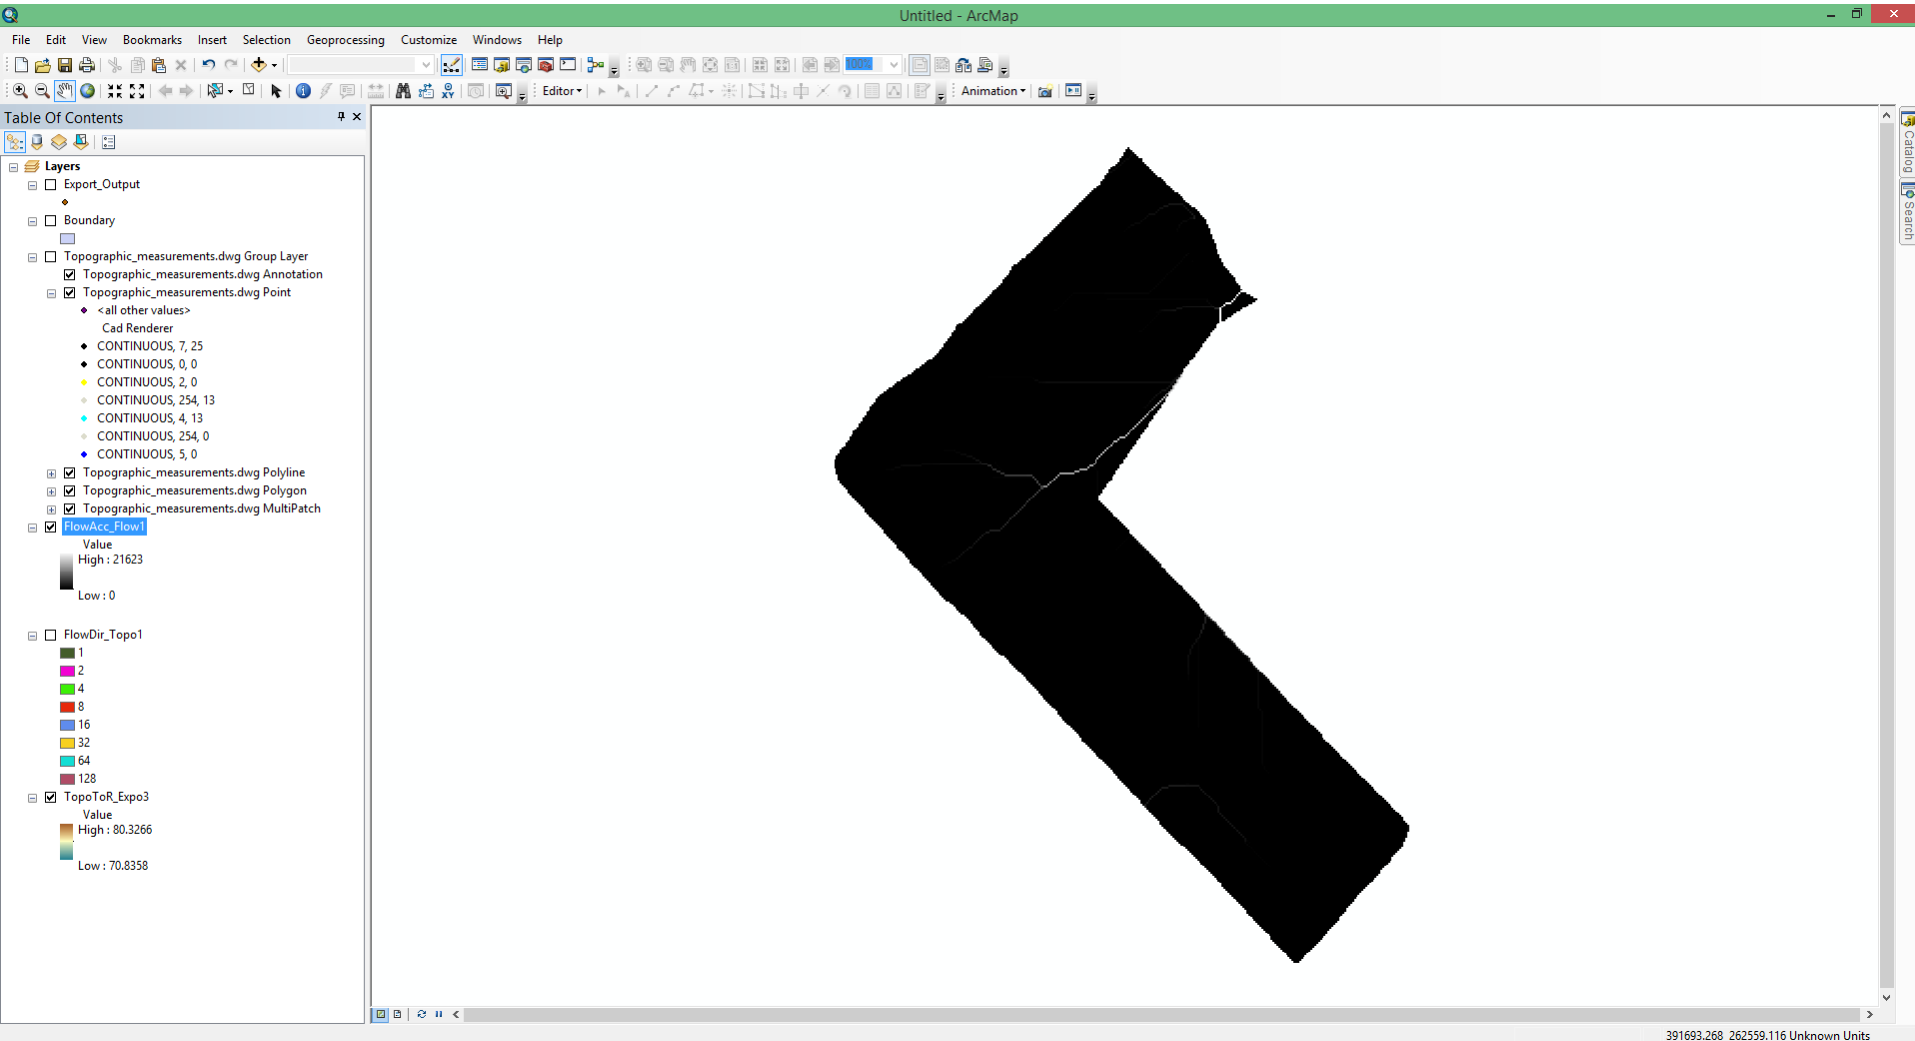 Untitled - ArcMap
File Edit View Bookmarks Insert Selection Geoprocessing Customize Windows Help
100%
Editor
Animation
Table Of Contents
Layers
Export_Output
Boundary
Topographic_measurements.dwg Group Layer
Topographic_measurements.dwg Annotation
Topographic_measurements.dwg Point
<all other values>
Cad Renderer
CONTINUOUS, 7, 25
CONTINUOUS, 0, 0
CONTINUOUS, 2, 0
CONTINUOUS, 254, 13
CONTINUOUS, 4, 13
CONTINUOUS, 254, 0
CONTINUOUS, 5, 0
Topographic_measurements.dwg Polyline
Topographic_measurements.dwg Polygon
Topographic_measurements.dwg MultiPatch
FlowAcc_Flow1
Value
High : 21623
Low : 0
FlowDir_Topo1
1
2
4
8
16
32
64
128
TopoToR_Expo3
Value
High : 80.3266
Low : 70.8358
Catalog
Search
391693.268 262559.116 Unknown Units